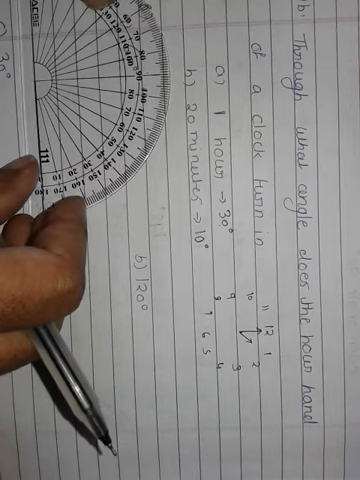 b. Through what angle does the hour hand
of a clock turn in
a) 1 hour → 30°
b) 20 minutes → 10°
11 12 1
10 2
9 3
8 4
7 6 5
b) 120°
30°